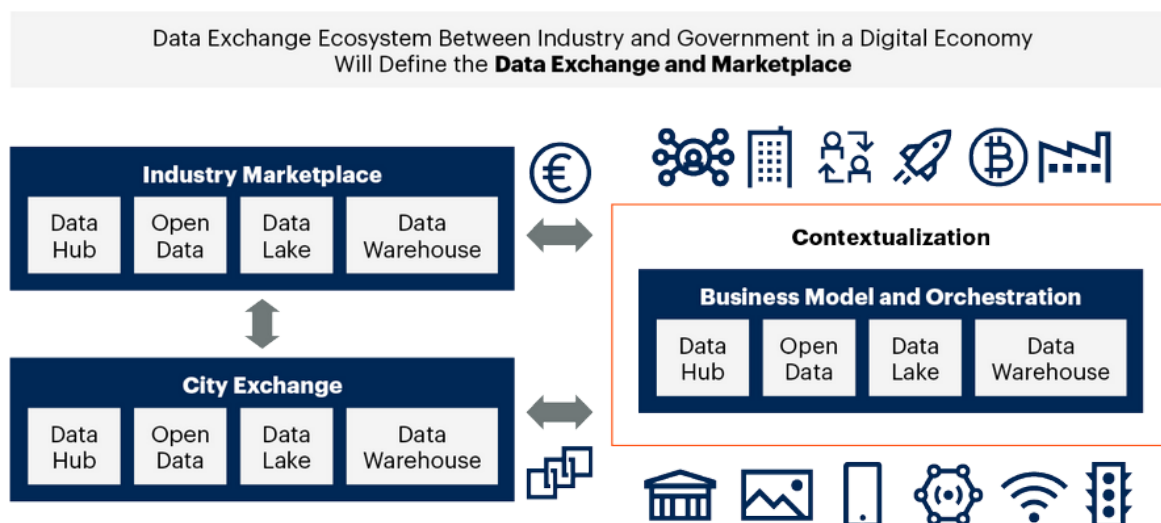 Data Exchange Ecosystem Between Industry and Government in a Digital Economy
Will Define the Data Exchange and Marketplace
Industry Marketplace
Data
Hub
Open
Data
Data
Lake
Data
Warehouse
€
Contextualization
Business Model and Orchestration
Data
Hub
Open
Data
Data
Lake
Data
Warehouse
City Exchange
Data
Hub
Open
Data
Data
Lake
Data
Warehouse